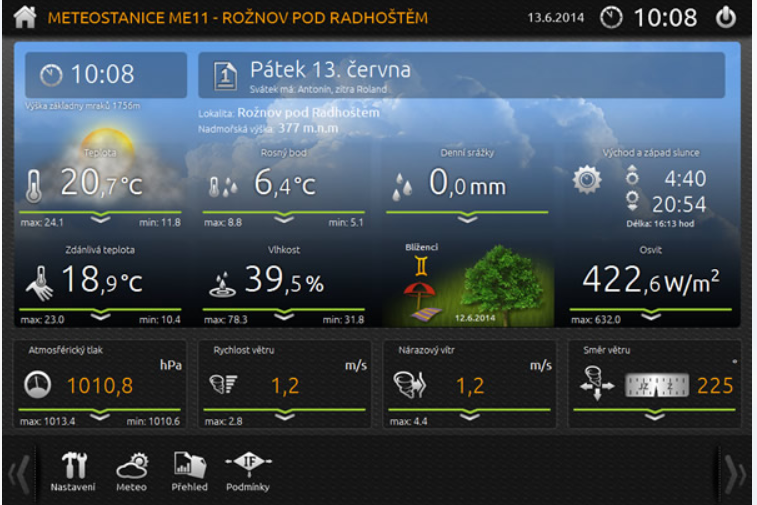 METEOSTANICE ME11 - ROŽNOV POD RADHOŠTĚM
13.6.2014
10:08
10:08
1
Pátek 13. června
Svátek má: Antonín, zítra Roland
Výška základny mraků 1756m
Lokalita: Rožnov pod Radhoštem
Nadmořská výška: 377 m.n.m
Teplota
20,7°C
max: 24.1
min: 11.8
Rosný bod
6,4°C
max: 8.8
min: 5.1
Denní srážky
0,0 mm
Východ a západ slunce
4:40
20:54
Délka: 16:13 hod
Zdánlivá teplota
18,9°C
max: 23.0
min: 10.4
Vlhkost
39,5%
max: 78.3
min: 31.8
Blíženci
12.6.2014
Osvit
422,6 W/m²
max: 632.0
Atmosférický tlak
hPa
1010,8
max: 1013.4
min: 1010.6
Rychlost větru
m/s
1,2
max: 2.8
Nárazový vítr
m/s
1,2
max: 4.4
Směr větru
°
JZ Z
225
Nastavení
Meteo
Přehled
IF
Podmínky